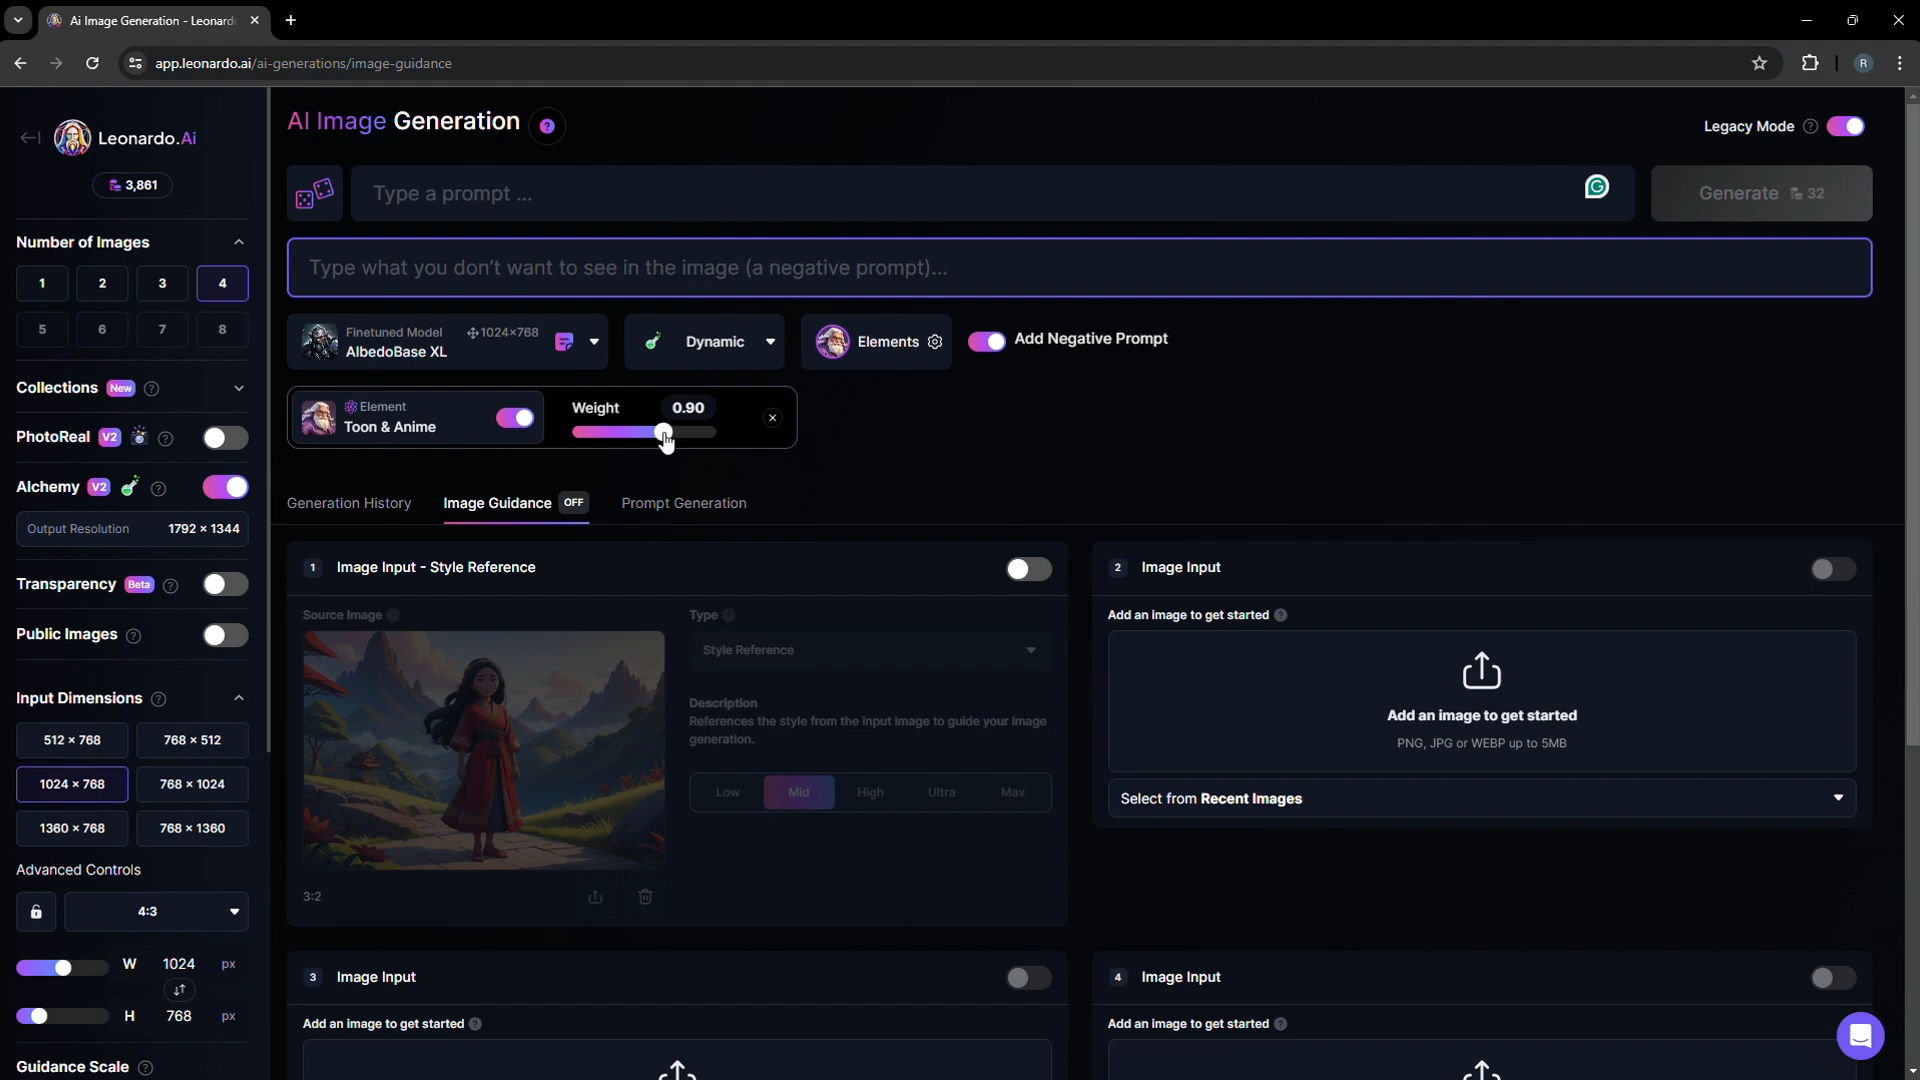 Ai Image Generation - Leonard
app.leonardo.ai/ai-generations/image-guidance
R
Leonardo.Ai
3,861
Number of Images
1 2 3 4
5 6 7 8
Collections New ?
PhotoReal V2 ?
Alchemy V2 ?
Output Resolution 1792 × 1344
Transparency Beta ?
Public Images ?
Input Dimensions ?
512 × 768 768 × 512
1024 × 768 768 × 1024
1360 × 768 768 × 1360
Advanced Controls
4:3
W 1024 px
H 768 px
Guidance Scale ?
AI Image Generation ?
Legacy Mode ?
Type a prompt ...
G
Generate 32
Type what you don't want to see in the image (a negative prompt)...
Finetuned Model 1024×768
AlbedoBase XL
Dynamic
Elements
Add Negative Prompt
Element
Toon & Anime
Weight 0.90
Generation History Image Guidance OFF Prompt Generation
1 Image Input - Style Reference
Source Image ?
3:2
Type ?
Style Reference
Description
References the style from the input image to guide your image
generation.
Low Mid High Ultra Max
2 Image Input
Add an image to get started ?
Add an image to get started
PNG, JPG or WEBP up to 5MB
Select from Recent Images
3 Image Input
Add an image to get started ?
4 Image Input
Add an image to get started ?